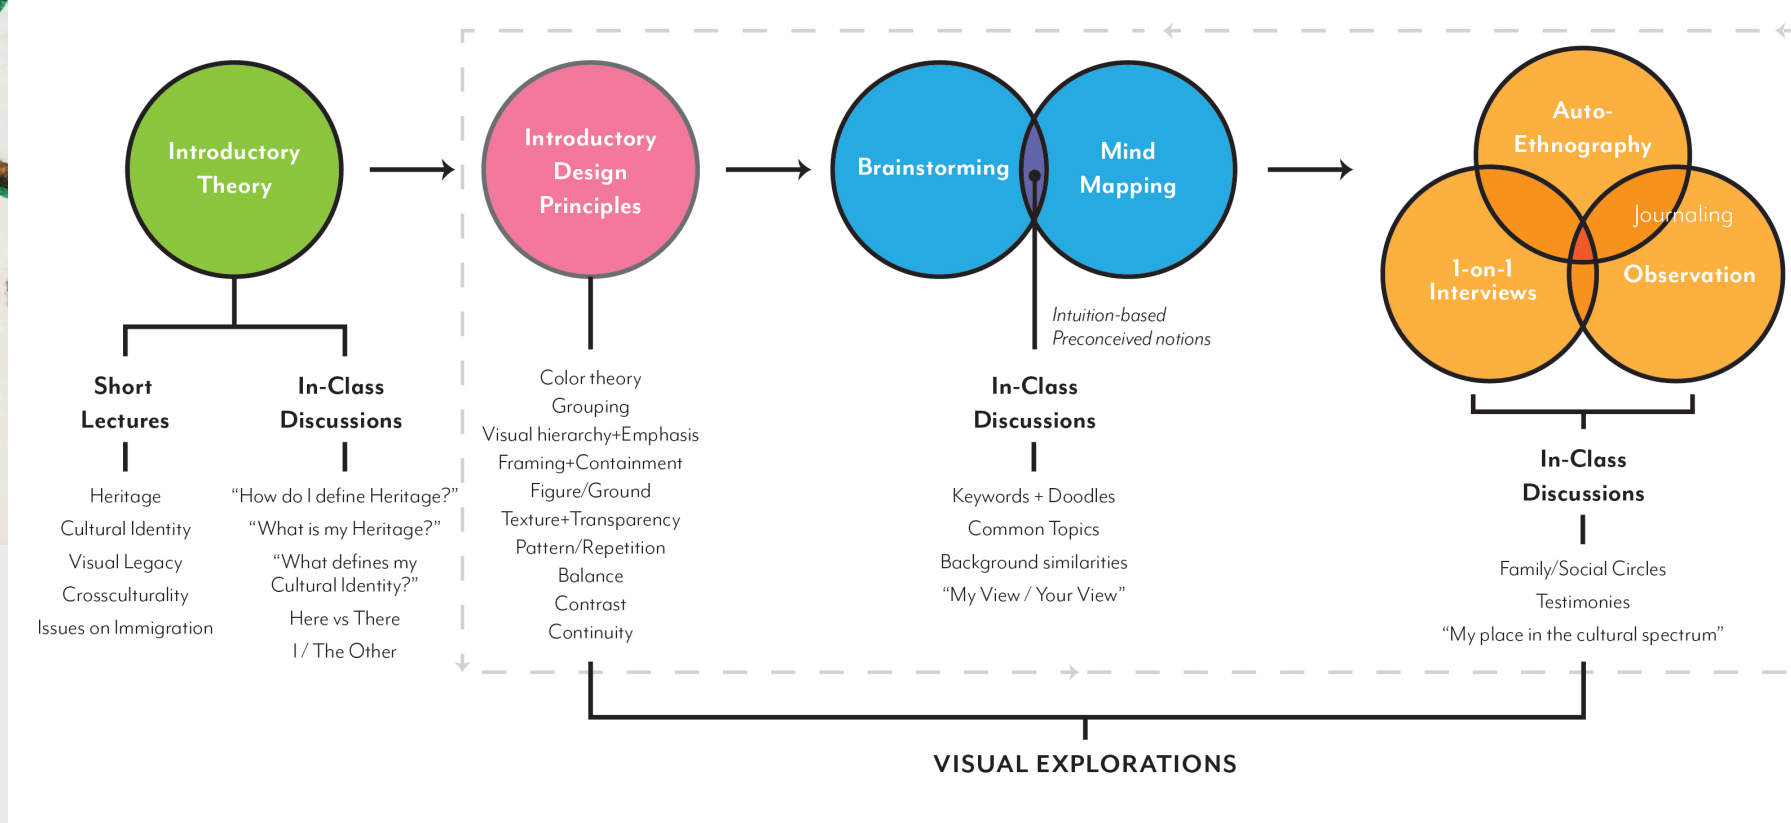 Introductory
Theory
Short
Lectures
Heritage
Cultural Identity
Visual Legacy
Crossculturality
Issues on Immigration
In-Class
Discussions
“How do I define Heritage?”
“What is my Heritage?”
“What defines my
Cultural Identity?”
Here vs There
I / The Other
Introductory
Design
Principles
Color theory
Grouping
Visual hierarchy+Emphasis
Framing+Containment
Figure/Ground
Texture+Transparency
Pattern/Repetition
Balance
Contrast
Continuity
Brainstorming
Mind
Mapping
Intuition-based
Preconceived notions
In-Class
Discussions
Keywords + Doodles
Common Topics
Background similarities
“My View / Your View”
Auto-
Ethnography
Journaling
1-on-1
Interviews
Observation
In-Class
Discussions
Family/Social Circles
Testimonies
“My place in the cultural spectrum”
VISUAL EXPLORATIONS